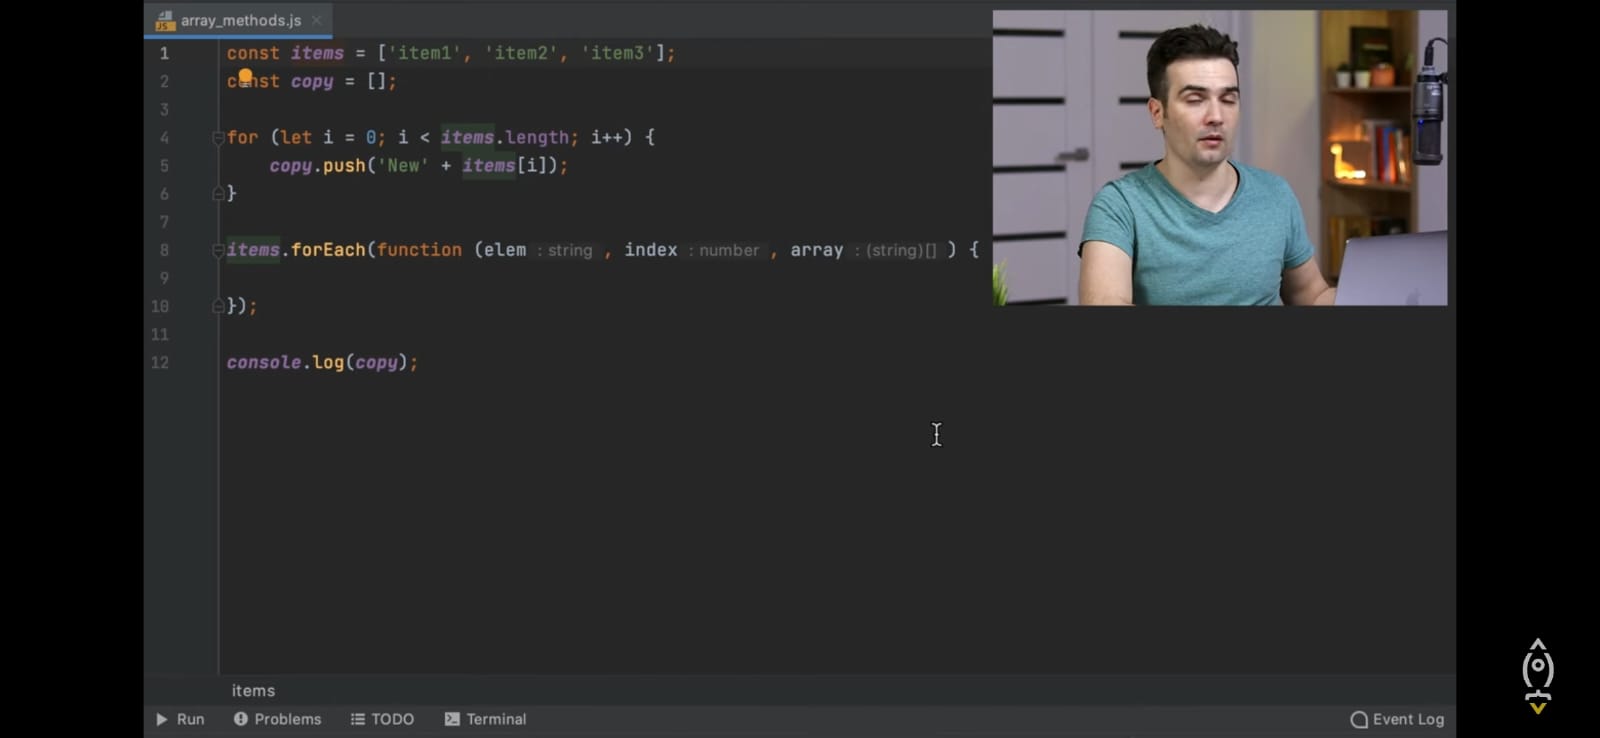 array_methods.js
1 const items = ['item1', 'item2', 'item3'];
2 const copy = [];
3
4 for (let i = 0; i < items.length; i++) {
5 copy.push('New' + items[i]);
6 }
7
8 items.forEach(function (elem : string , index : number , array : (string)[] ) {
9
10 });
11
12 console.log(copy);
items
Run Problems TODO Terminal Event Log